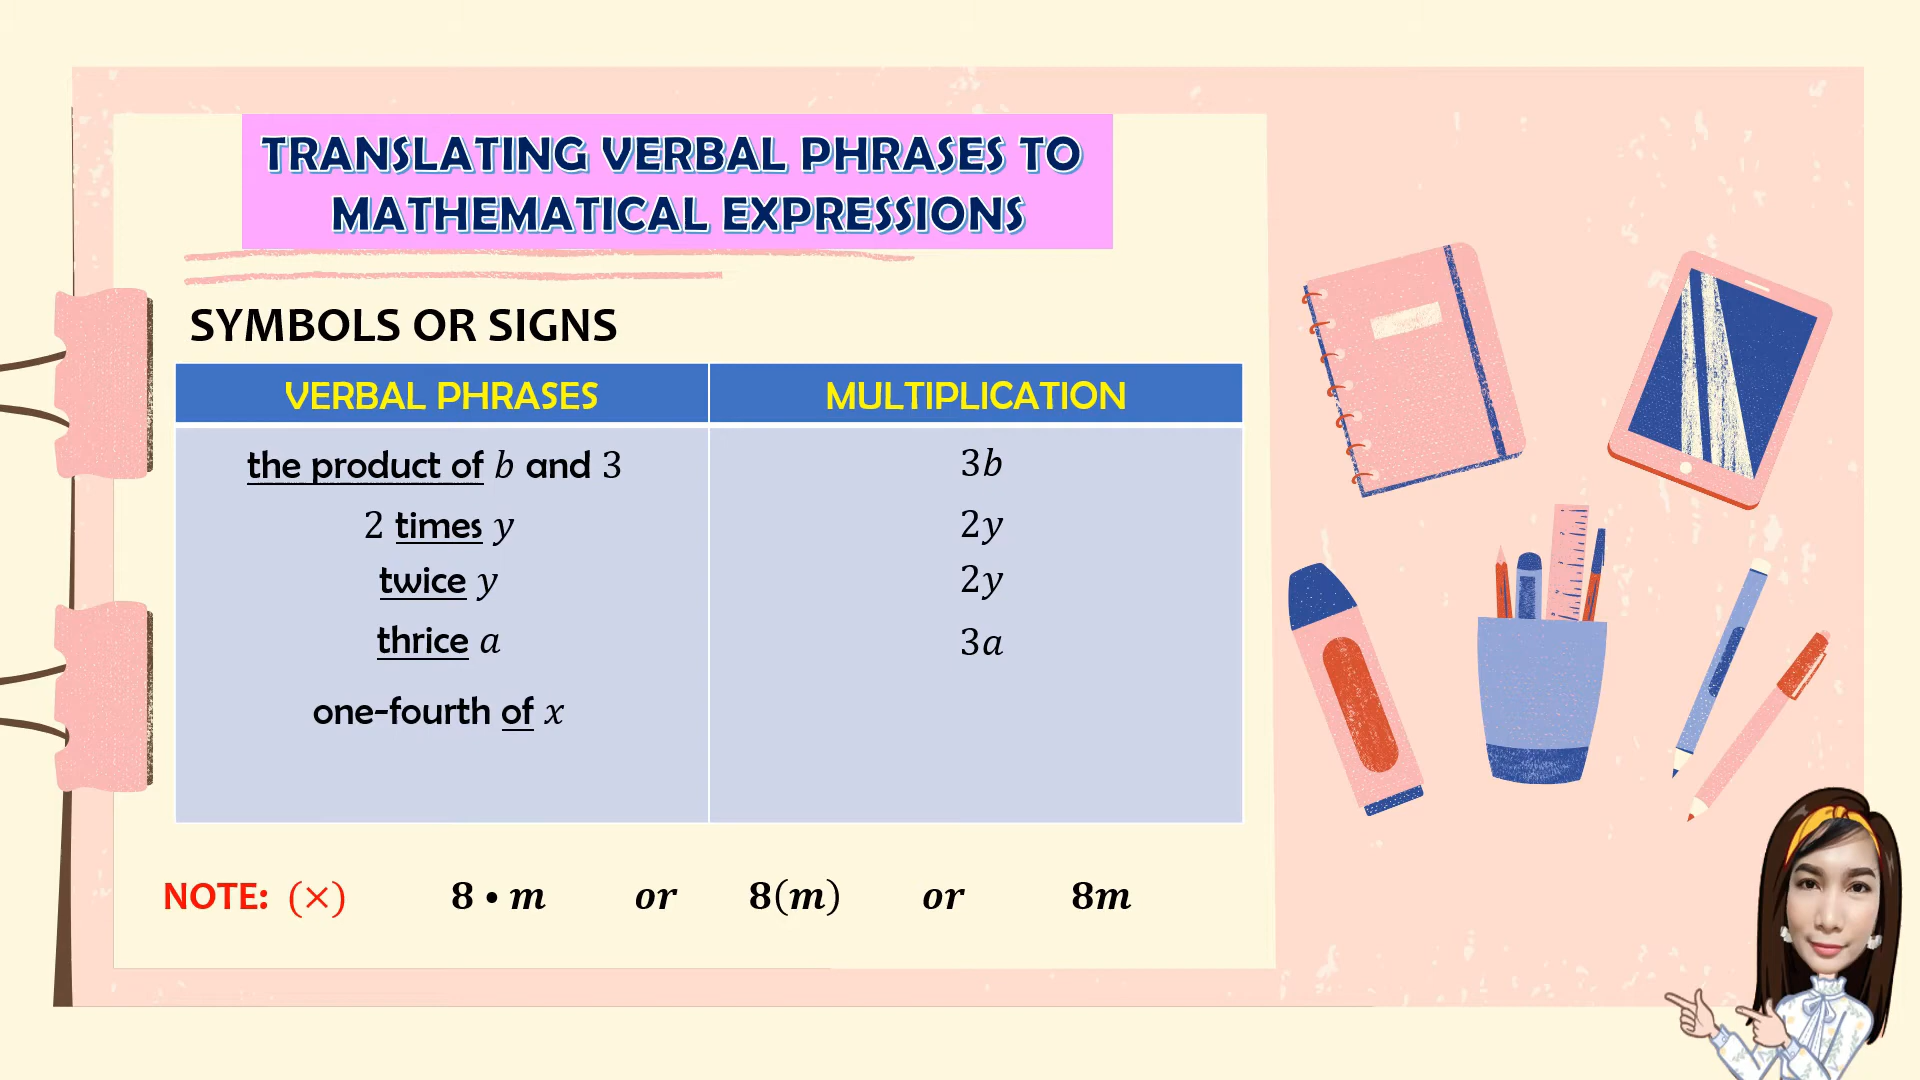 TRANSLATING VERBAL PHRASES TO
MATHEMATICAL EXPRESSIONS
SYMBOLS OR SIGNS
VERBAL PHRASES MULTIPLICATION
the product of b and 3 3b
2 times y 2y
twice y 2y
thrice a 3a
one-fourth of x
NOTE: (×) 8 • m or 8(m) or 8m